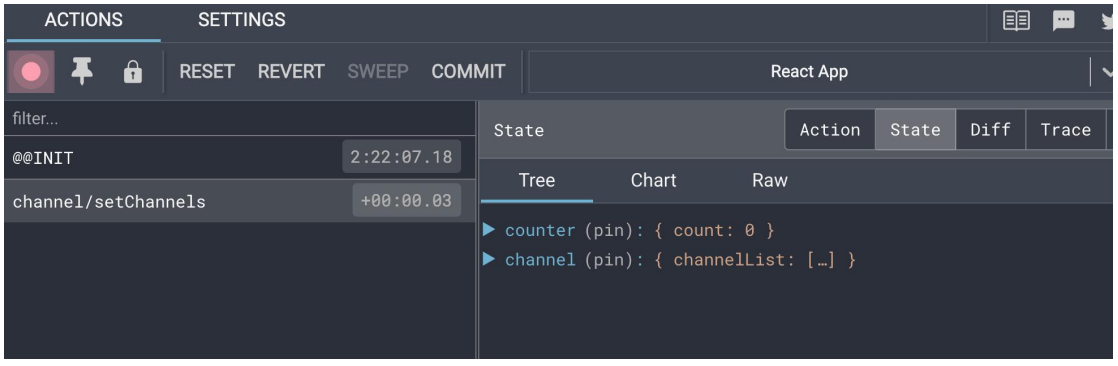 ACTIONS SETTINGS
RESET REVERT SWEEP COMMIT React App
filter...
@@INIT 2:22:07.18
channel/setChannels +00:00.03
State Action State Diff Trace
Tree Chart Raw
counter (pin): { count: 0 }
channel (pin): { channelList: […] }